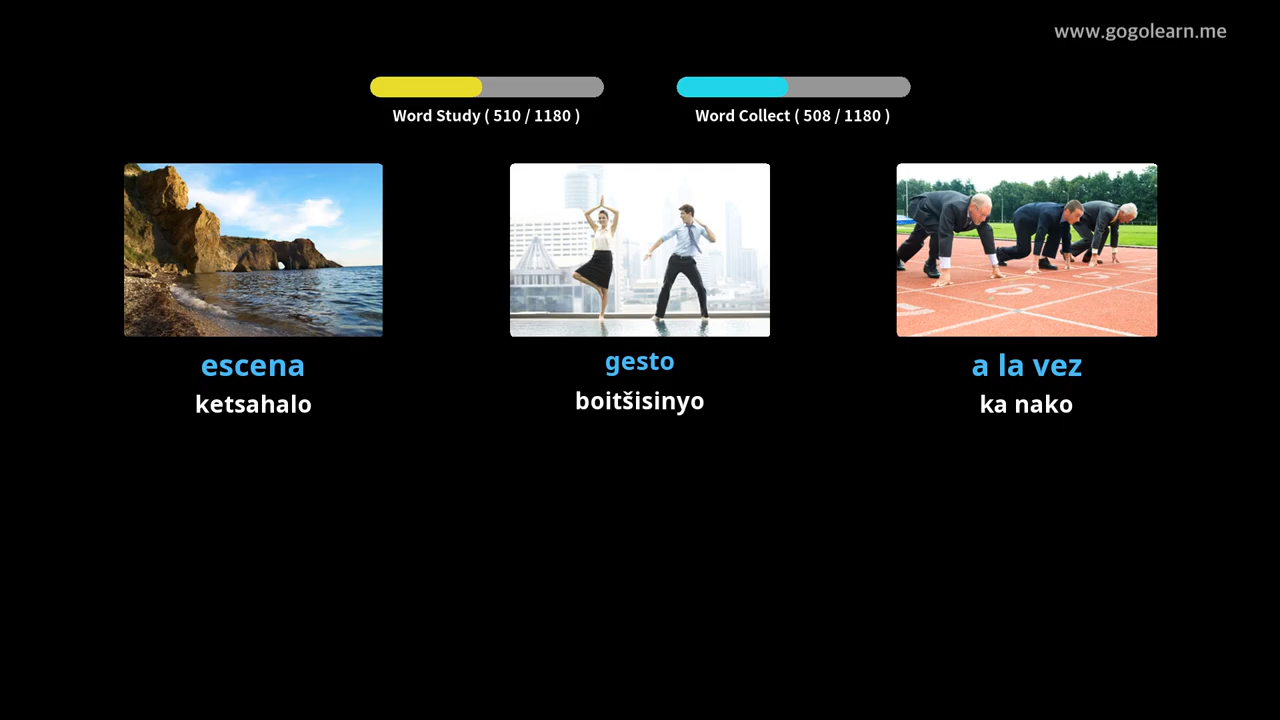 www.gogolearn.me
Word Study ( 510 / 1180 )
Word Collect ( 508 / 1180 )
escena
ketsahalo
gesto
boitšisinyo
a la vez
ka nako